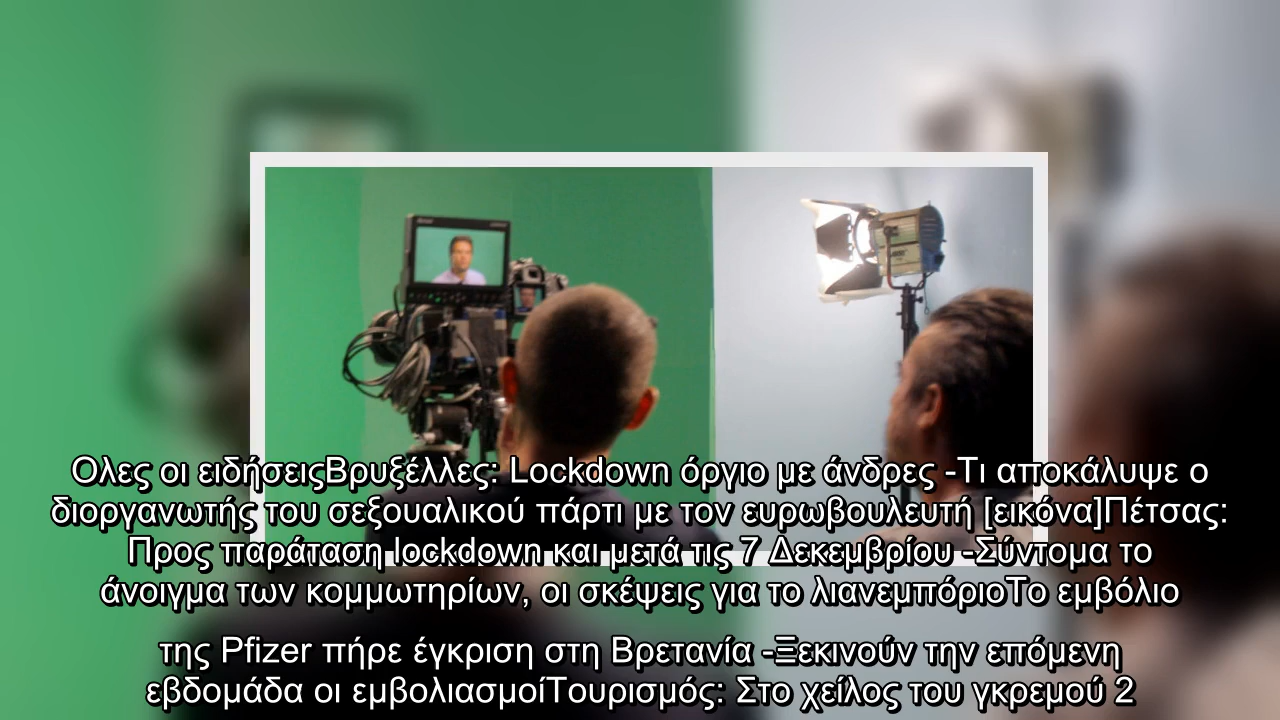 Ολες οι ειδήσειςΒρυξέλλες: Lockdown όργιο με άνδρες -Τι αποκάλυψε ο
διοργανωτής του σεξουαλικού πάρτι με τον ευρωβουλευτή [εικόνα]Πέτσας:
Προς παράταση lockdown και μετά τις 7 Δεκεμβρίου -Σύντομα το
άνοιγμα των κομμωτηρίων, οι σκέψεις για το λιανεμπόριοΤο εμβόλιο
της Pfizer πήρε έγκριση στη Βρετανία -Ξεκινούν την επόμενη
εβδομάδα οι εμβολιασμοίΤουρισμός: Στο χείλος του γκρεμού 2